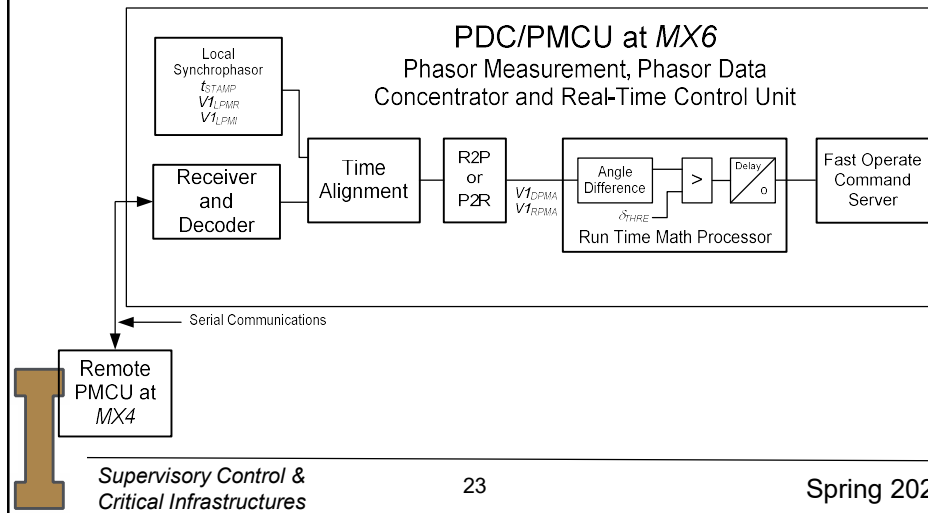 PDC/PMCU at MX6
Phasor Measurement, Phasor Data
Concentrator and Real-Time Control Unit
Local
Synchrophasor
tSTAMP
V1LPMR
V1LPMI
Receiver
and
Decoder
Time
Alignment
R2P
or
P2R
V1DPMA
V1RPMA
Angle
Difference
δTHRE
>
Delay
o
Run Time Math Processor
Fast Operate
Command
Server
Serial Communications
Remote
PMCU at
MX4
I
Supervisory Control &
Critical Infrastructures
23
Spring 202